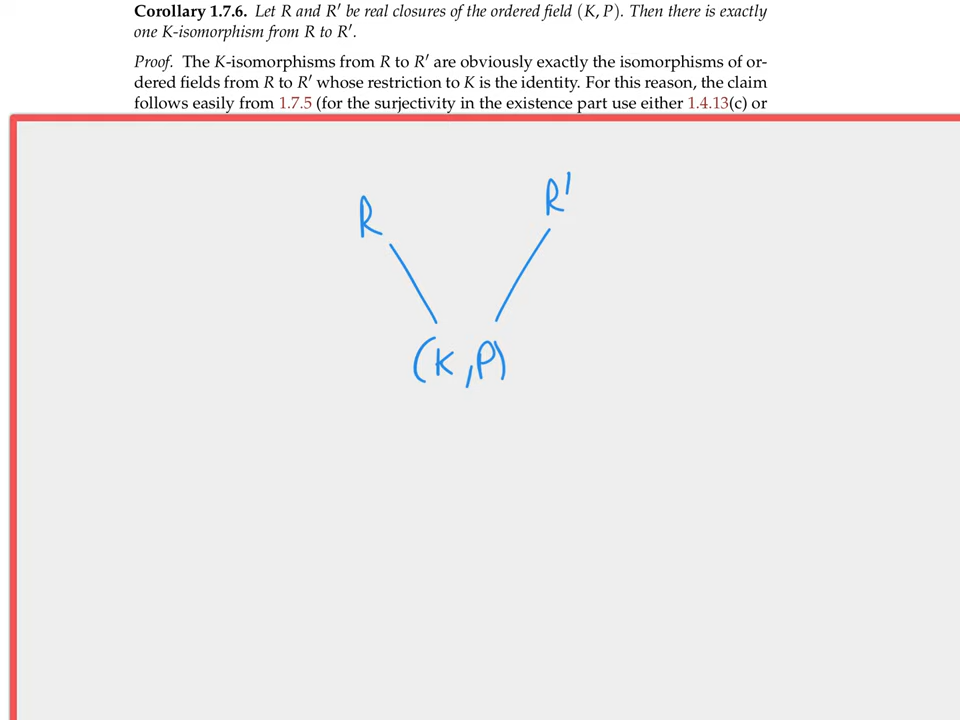 Corollary 1.7.6. Let R and R′ be real closures of the ordered field (K, P). Then there is exactly
one K-isomorphism from R to R′.
Proof. The K-isomorphisms from R to R′ are obviously exactly the isomorphisms of or-
dered fields from R to R′ whose restriction to K is the identity. For this reason, the claim
follows easily from 1.7.5 (for the surjectivity in the existence part use either 1.4.13(c) or
R R′
(K, P)